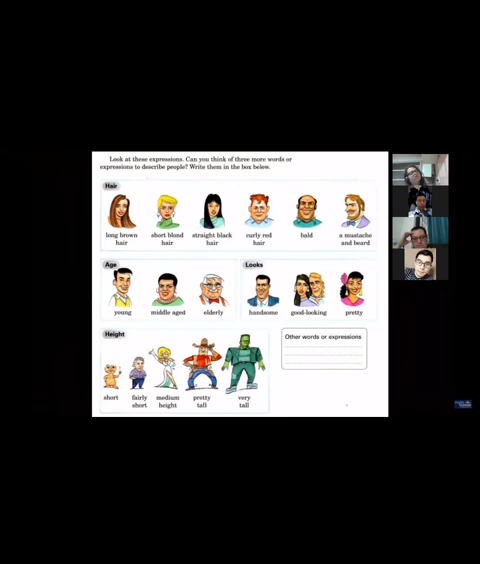 Look at these expressions. Can you think of three more words or
expressions to describe people? Write them in the box below.
Hair
long brown hair
short blond hair
straight black hair
curly red hair
bald
a mustache and beard
Age
young
middle aged
elderly
Looks
handsome
good-looking
pretty
Height
short
fairly short
medium height
pretty tall
very tall
Other words or expressions